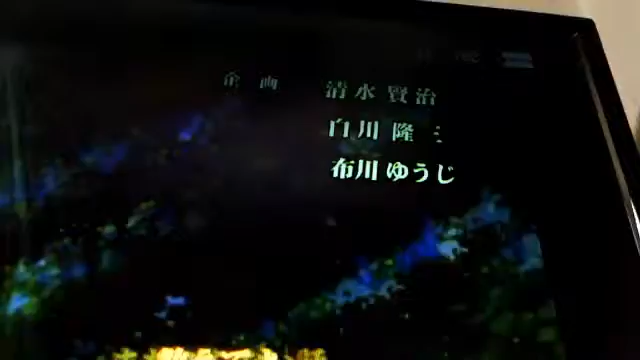 企画 清水賢治
白川隆三
布川ゆうじ